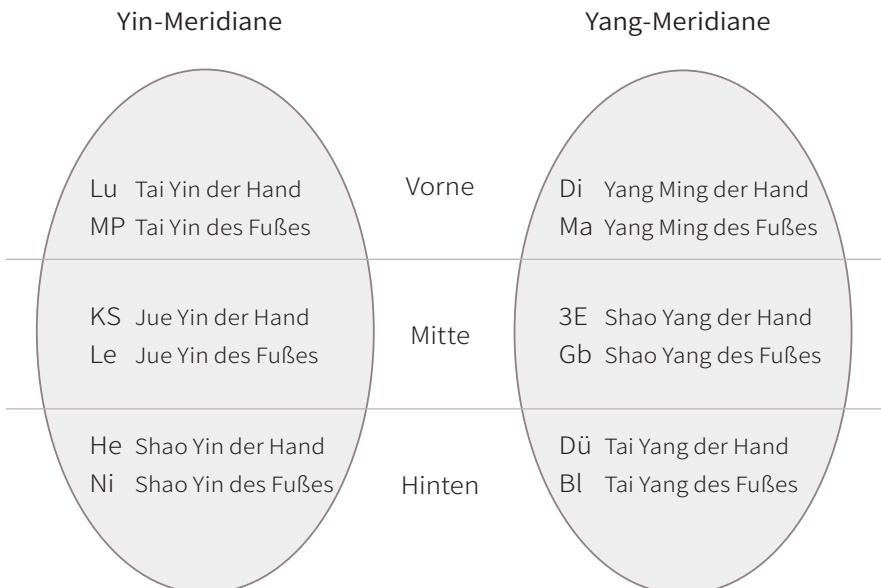 Yin-Meridiane
Yang-Meridiane
Lu Tai Yin der Hand
MP Tai Yin des Fußes
Vorne
Di Yang Ming der Hand
Ma Yang Ming des Fußes
KS Jue Yin der Hand
Le Jue Yin des Fußes
Mitte
3E Shao Yang der Hand
Gb Shao Yang des Fußes
He Shao Yin der Hand
Ni Shao Yin des Fußes
Hinten
Dü Tai Yang der Hand
Bl Tai Yang des Fußes